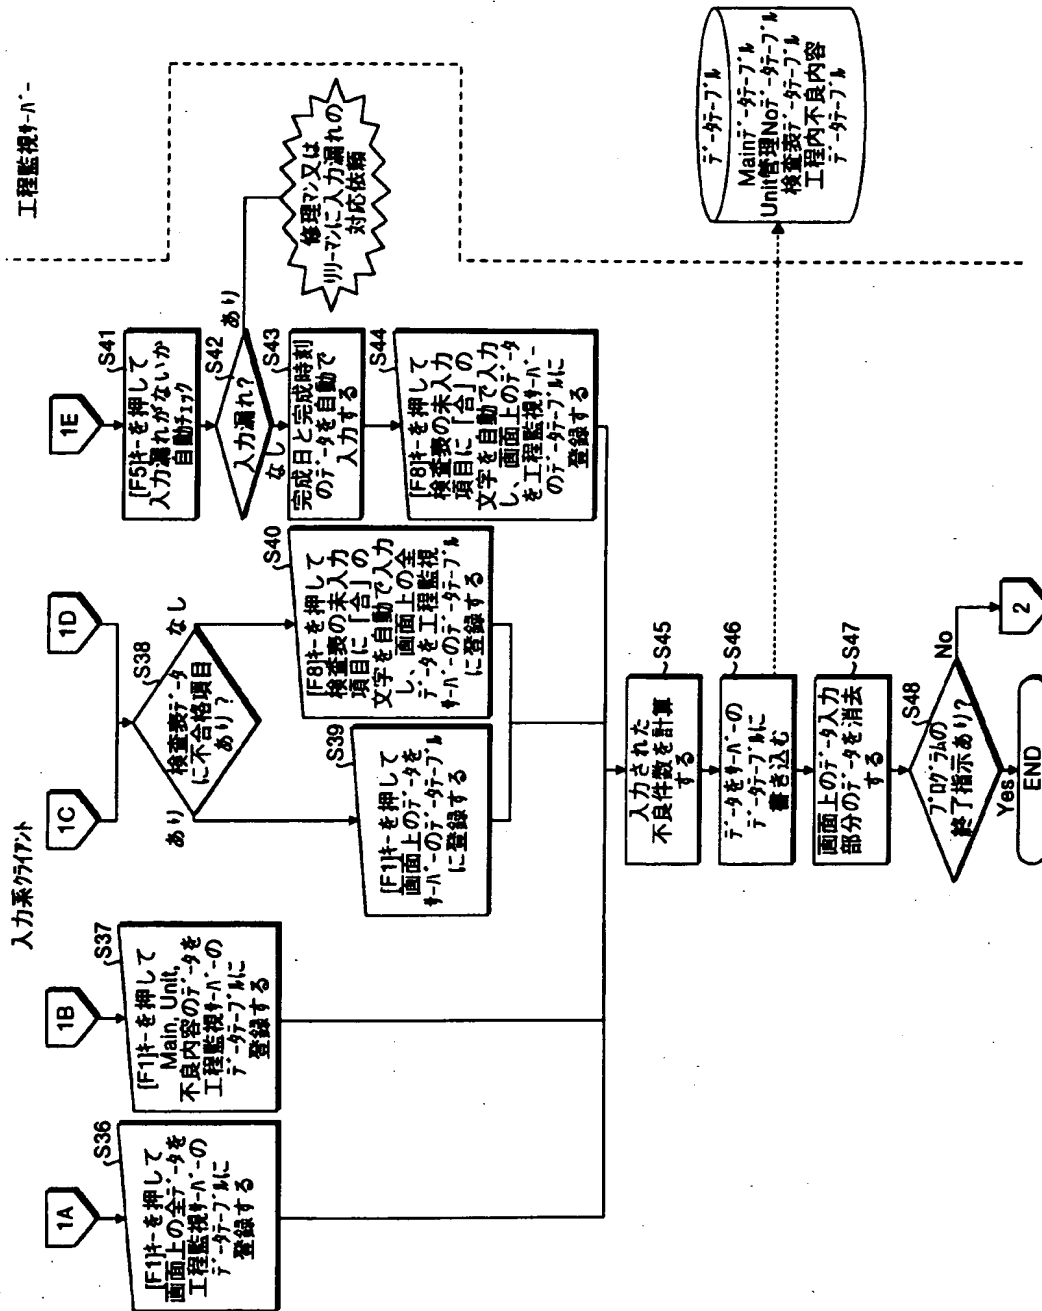 入力系クライアント
工程監視サーバー
1A
S36
[F1]キーを押して
画面上の全データを
工程監視サーバーの
データテーブルに
登録する
1B
S37
[F1]キーを押して
Main, Unit,
不良内容のデータを
工程監視サーバーの
データテーブルに
登録する
1C
1D
S38
検査表データ
に不合格項目
あり?
あり
なし
S39
[F1]キーを押して
画面上のデータを
サーバーのデータテーブル
に登録する
S40
[F8]キーを押して
検査表の未入力
項目に「合」の
文字を自動で入力
し、画面上の全
データを工程監視
サーバーのデータテーブル
に登録する
1E
S41
[F5]キーを押して
入力漏れがないか
自動チェック
S42
入力漏れ?
あり
なし
修理マン又は
リリーマンに入力漏れの
対応依頼
S43
完成日と完成時刻
のデータを自動で
入力する
S44
[F8]キーを押して
検査表の未入力
項目に「合」の
文字を自動で入力
し、画面上のデータ
を工程監視サーバー
のデータテーブルに
登録する
S45
入力された
不良件数を計算
する
S46
データをサーバーの
データテーブルに
書き込む
データテーブル
Mainデータテーブル
Unit管理Noデータテーブル
検査表データテーブル
工程内不良内容
データテーブル
S47
画面上のデータ入力
部分のデータを消去
する
S48
プログラムの
終了指示あり?
No
2
Yes
END